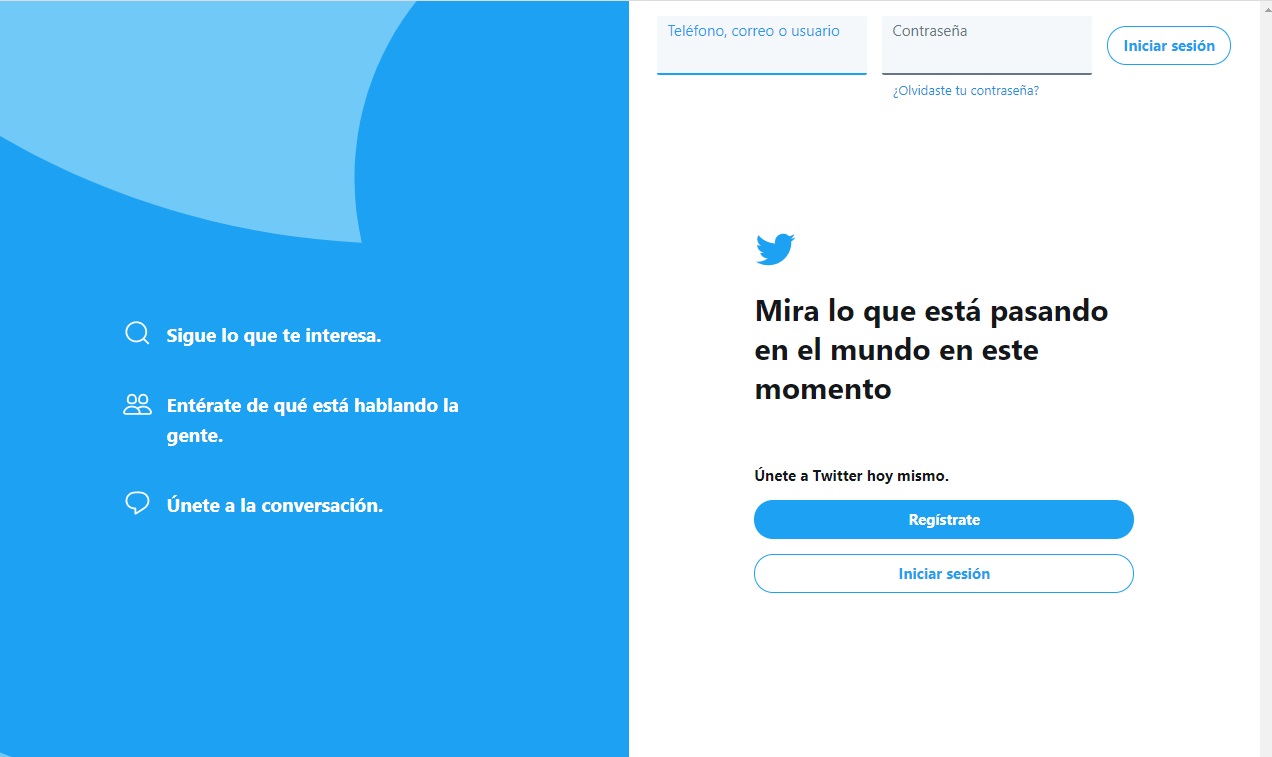 Teléfono, correo o usuario
Contraseña
Iniciar sesión
¿Olvidaste tu contraseña?
Sigue lo que te interesa.
Entérate de qué está hablando la
gente.
Únete a la conversación.
Mira lo que está pasando
en el mundo en este
momento
Únete a Twitter hoy mismo.
Regístrate
Iniciar sesión